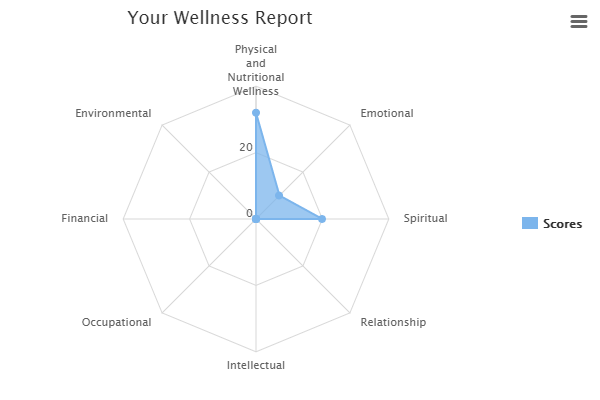 Your Wellness Report
Physical
and
Nutritional
Wellness
Environmental
Emotional
20
0
Financial
Spiritual
Scores
Occupational
Relationship
Intellectual